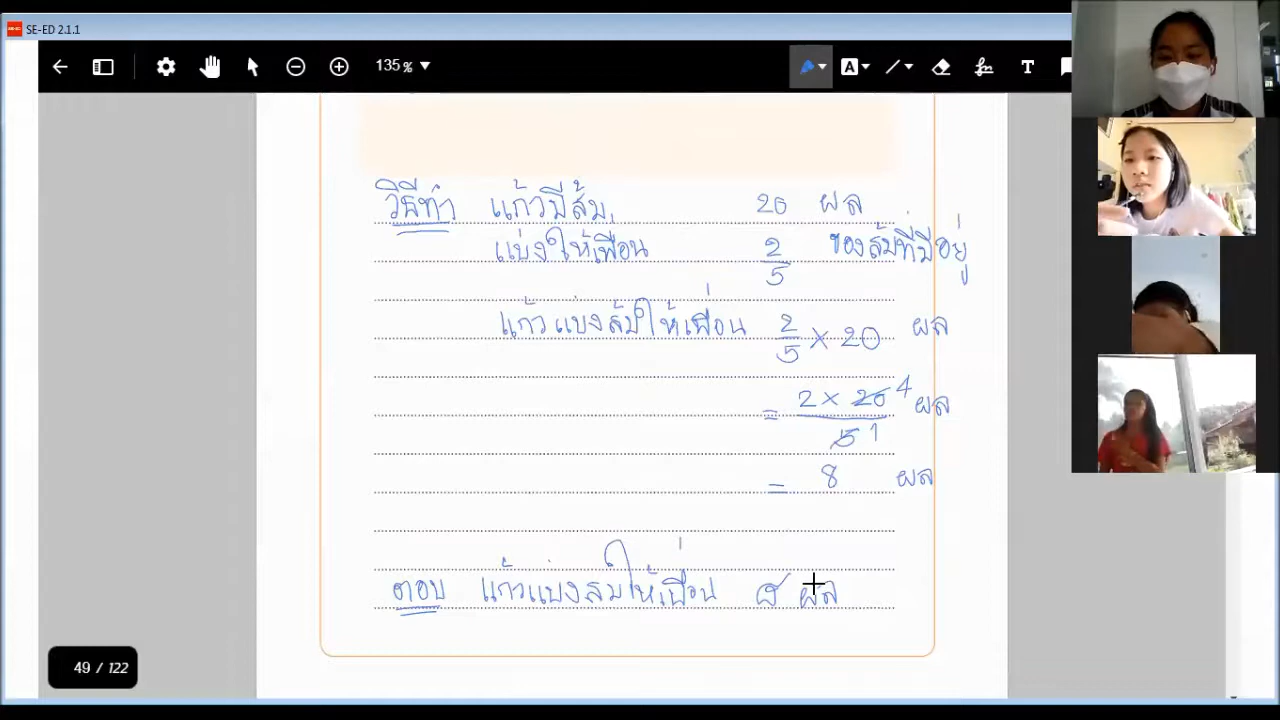 SE-ED 2.1.1
135 %
A
T
วิธีทำ แก้วมีส้ม 20 ผล
แบ่งให้เพื่อน 2/5 ของส้มที่มีอยู่
แก้วแบ่งส้มให้เพื่อน 2/5 × 20 ผล
= 2 × 20 4 / 5 1 ผล
= 8 ผล
ตอบ แก้วแบ่งสมให้เพื่อน ๘ ผล
49 / 122